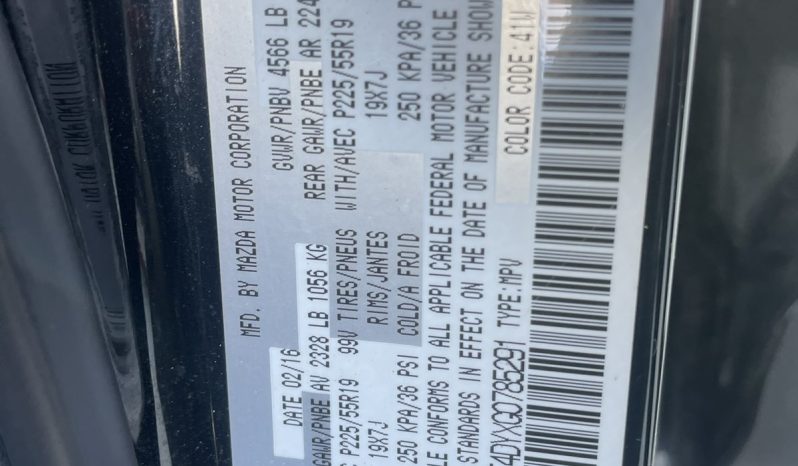 MFD. BY MAZDA MOTOR CORPORATION
DATE 02/16 GVWR/PNBV 4566 LB
GAWR/PNBE AV 2328 LB 1056 KG REAR GAWR/PNBE AR 224
P225/55R19 99V TIRES/PNEUS WITH/AVEC P225/55R19
19X7J RIMS/JANTES 19X7J
250 KPA/36 PSI COLD/A FROID 250 KPA/36 P
CONFORMS TO ALL APPLICABLE FEDERAL MOTOR VEHICLE
STANDARDS IN EFFECT ON THE DATE OF MANUFACTURE SHOW
4DYXG0785291 TYPE:MPV COLOR CODE:41W